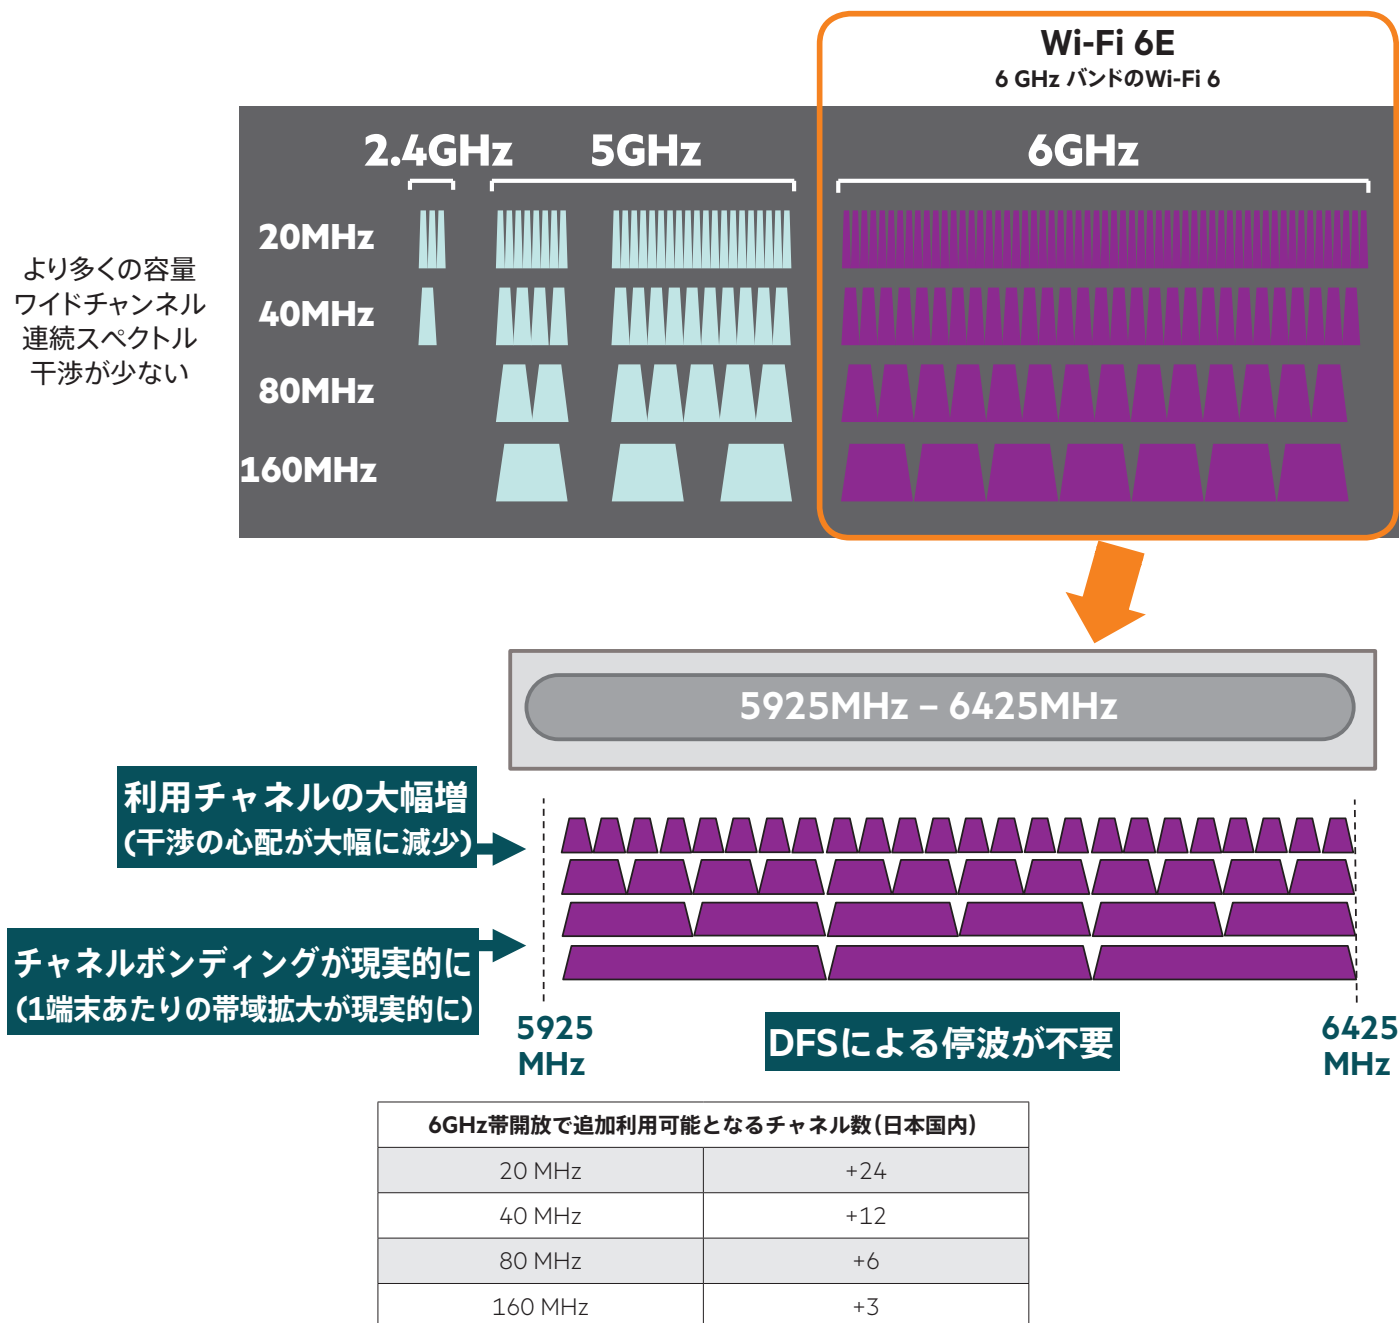 Wi-Fi 6E
6 GHz バンドのWi-Fi 6
2.4GHz 5GHz 6GHz
20MHz
40MHz
80MHz
160MHz
より多くの容量
ワイドチャンネル
連続スペクトル
干渉が少ない
5925MHz – 6425MHz
利用チャネルの大幅増
(干渉の心配が大幅に減少)
チャネルボンディングが現実的に
(1端末あたりの帯域拡大が現実的に)
5925
MHz
DFSによる停波が不要
6425
MHz
6GHz帯開放で追加利用可能となるチャネル数(日本国内)
20 MHz +24
40 MHz +12
80 MHz +6
160 MHz +3